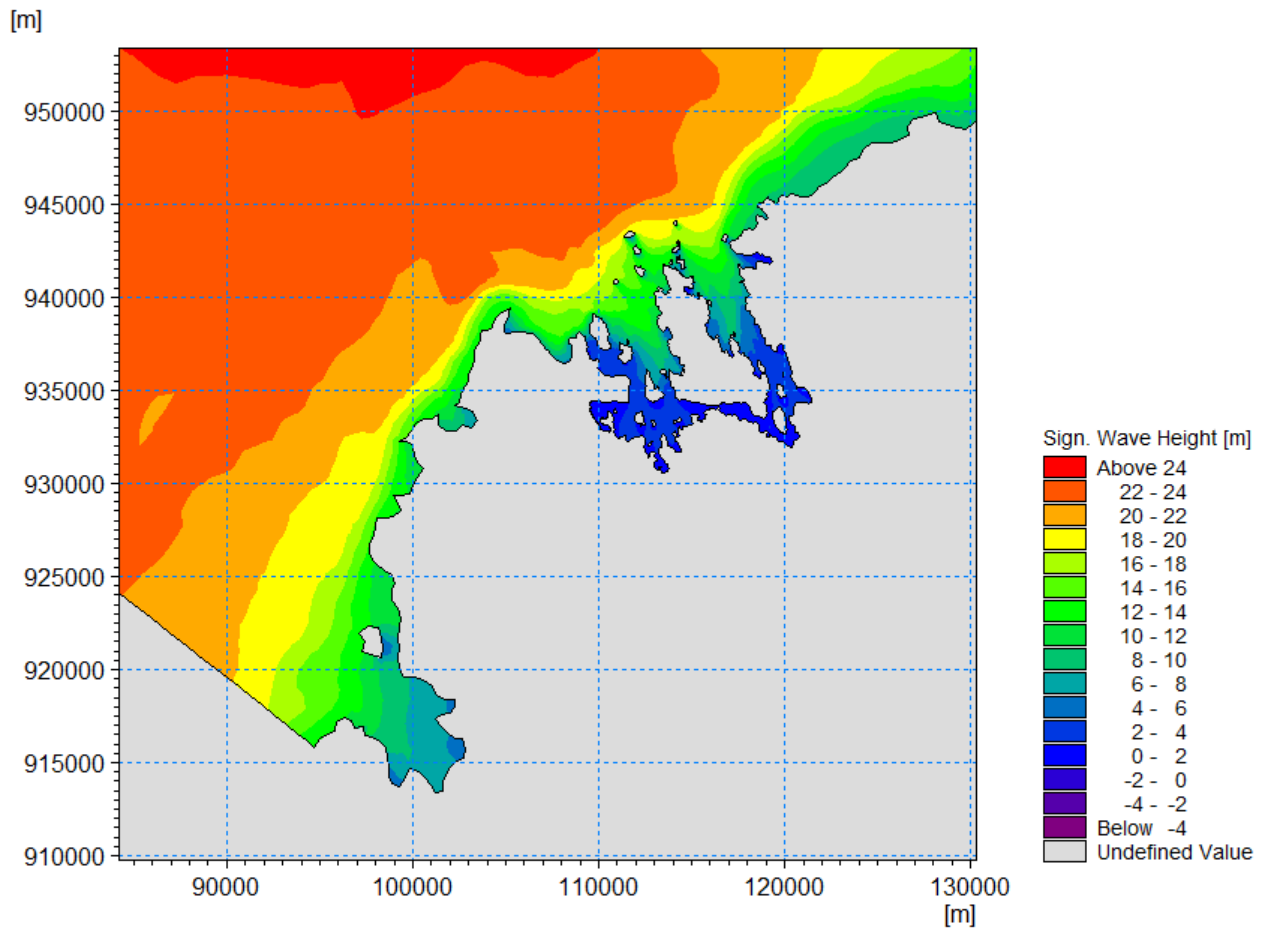 [m]
950000
945000
940000
935000
930000
925000
920000
915000
910000
90000 100000 110000 120000 130000
[m]
Sign. Wave Height [m]
Above 24
22 - 24
20 - 22
18 - 20
16 - 18
14 - 16
12 - 14
10 - 12
8 - 10
6 - 8
4 - 6
2 - 4
0 - 2
-2 - 0
-4 - -2
Below -4
Undefined Value